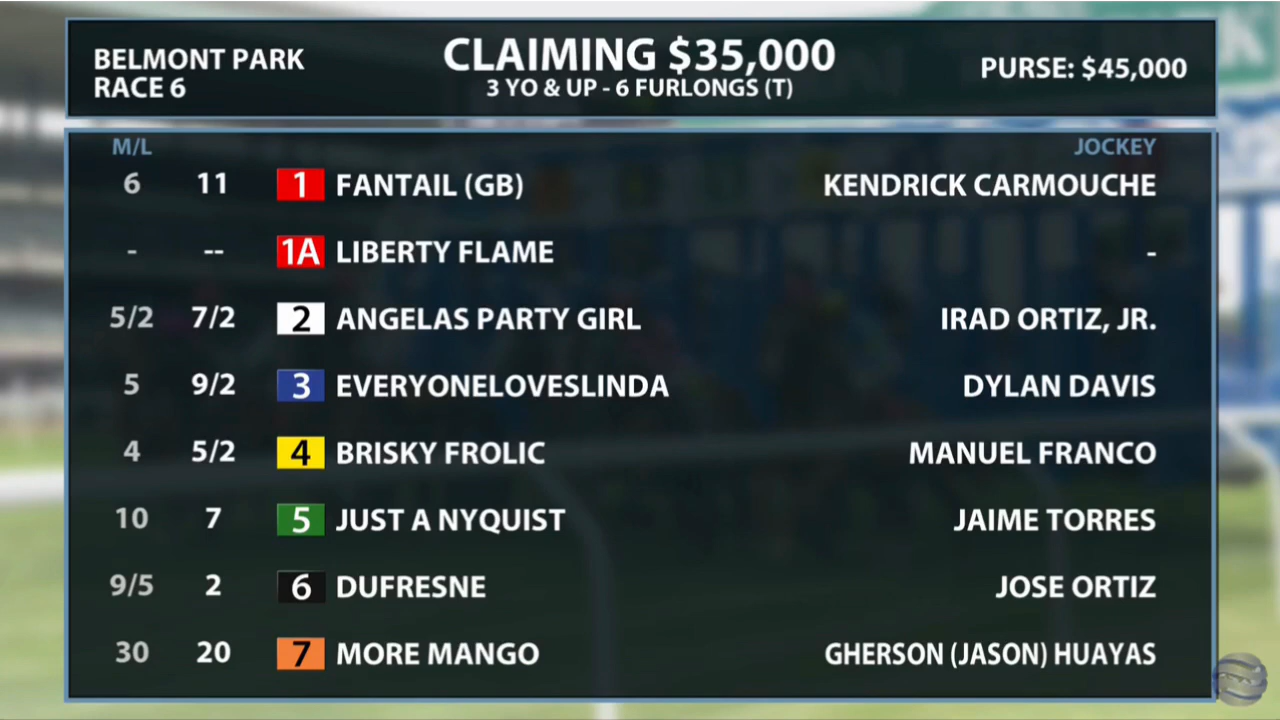 BELMONT PARK
RACE 6
CLAIMING $35,000
3 YO & UP - 6 FURLONGS (T)
PURSE: $45,000
M/L JOCKEY
6 11 1 FANTAIL (GB) KENDRICK CARMOUCHE
- -- 1A LIBERTY FLAME -
5/2 7/2 2 ANGELAS PARTY GIRL IRAD ORTIZ, JR.
5 9/2 3 EVERYONELOVESLINDA DYLAN DAVIS
4 5/2 4 BRISKY FROLIC MANUEL FRANCO
10 7 5 JUST A NYQUIST JAIME TORRES
9/5 2 6 DUFRESNE JOSE ORTIZ
30 20 7 MORE MANGO GHERSON (JASON) HUAYAS